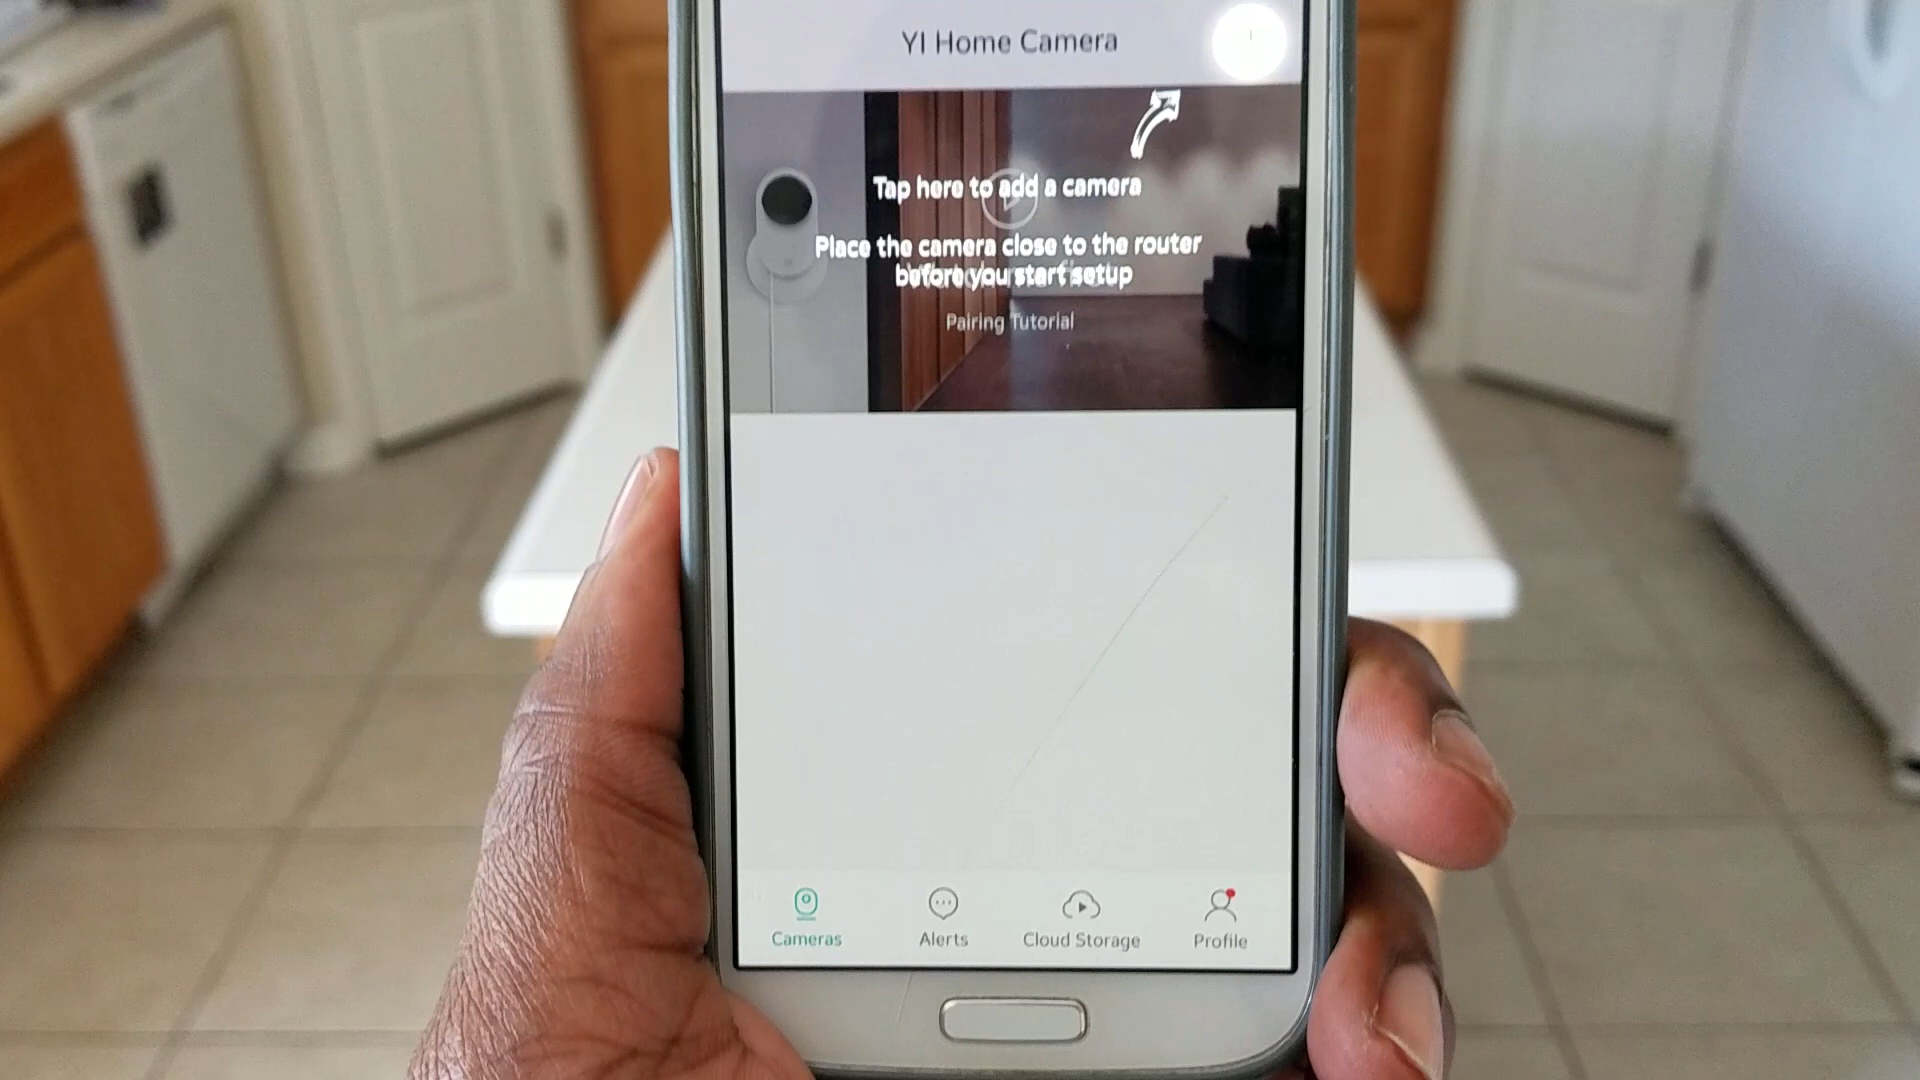 YI Home Camera
Tap here to add a camera
Place the camera close to the router
before you start setup
Pairing Tutorial
Cameras
Alerts
Cloud Storage
Profile